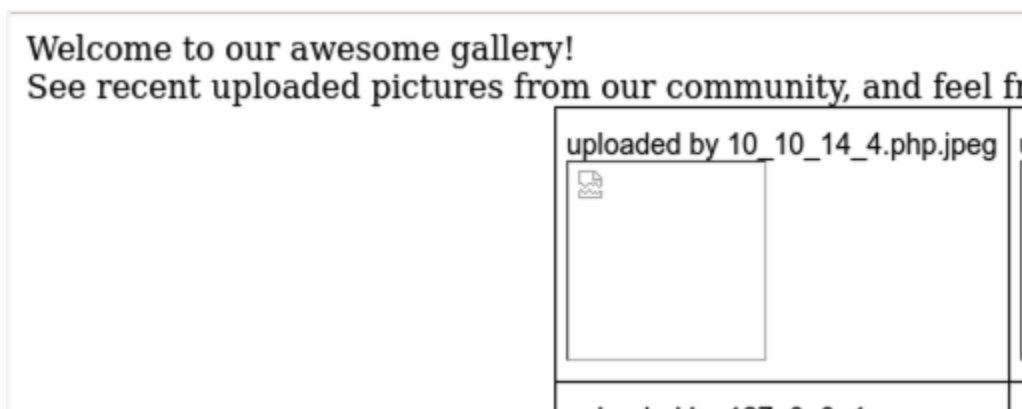 Welcome to our awesome gallery!
See recent uploaded pictures from our community, and feel
uploaded by 10_10_14_4.php.jpeg